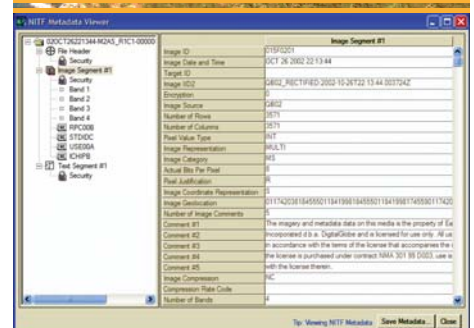 NITF Metadata Viewer
02OCT26221344-M2AS_R1C1-00000
File Header
Security
Image Segment #1
Security
Band 1
Band 2
Band 3
Band 4
RPC00B
STDIDC
USE00A
ICHIPB
Text Segment #1
Security
Image Segment #1
Image ID 015F0201
Image Date and Time OCT 26 2002 22:13:44
Target ID
Image IID2 QB02_RECTIFIED-2002-10-26T22:13:44.003724Z
Encryption 0
Image Source QB02
Number of Rows 3571
Number of Columns 3571
Pixel Value Type INT
Image Representation MULTI
Image Category MS
Actual Bits Per Pixel 8
Pixel Justification R
Image Coordinate Representation
Image Geolocation
Number of Image Comments 5
Comment #1 The imagery and metadata data on this media is the property of Ea
Comment #2 Incorporated d.b.a. DigitalGlobe and is licensed for use only. All us
Comment #3 in accordance with the terms of the license that accompanies the
Comment #4 the license is purchased under contract NMA 301 99 D003, use is
Comment #5 with the license therein.
Image Compression NC
Compression Rate Code
Number of Bands 4
Tip: Viewing NITF Metadata
Save Metadata...
Close